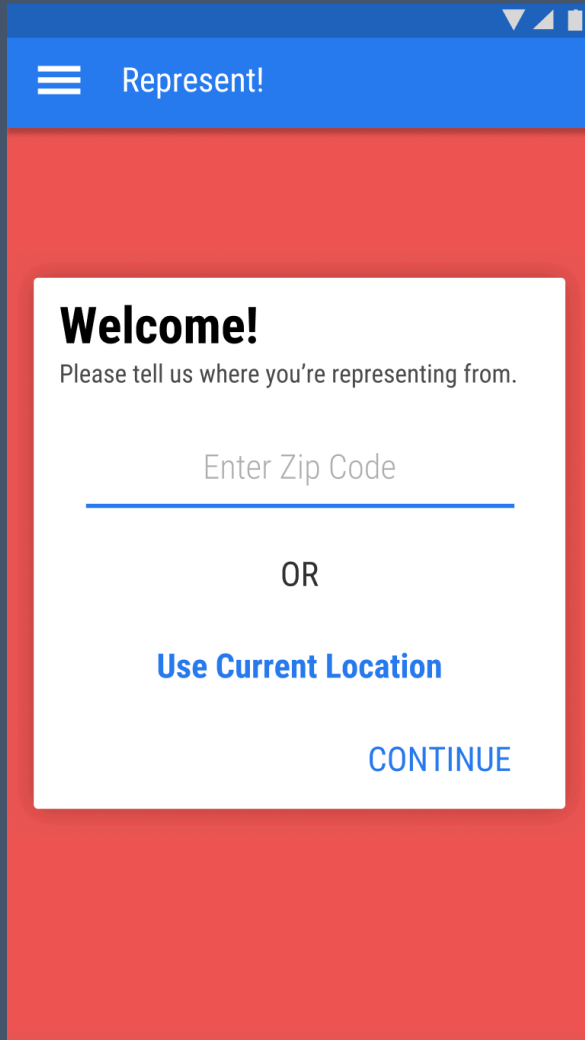 Represent!
Welcome!
Please tell us where you’re representing from.
Enter Zip Code
OR
Use Current Location
CONTINUE